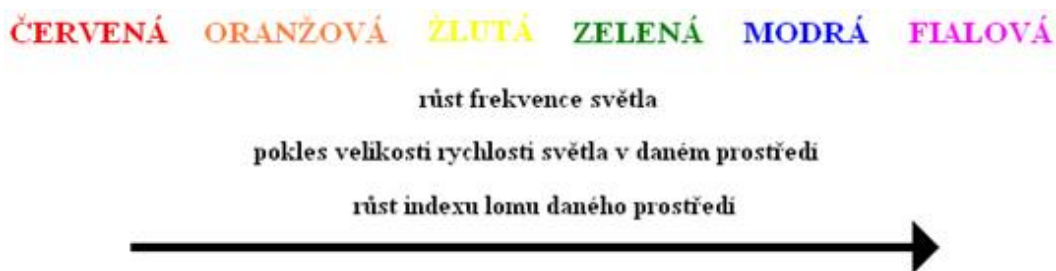 ČERVENÁ ORANŽOVÁ ŽLUTÁ ZELENÁ MODRÁ FIALOVÁ
růst frekvence světla
pokles velikosti rychlosti světla v daném prostředí
růst indexu lomu daného prostředí